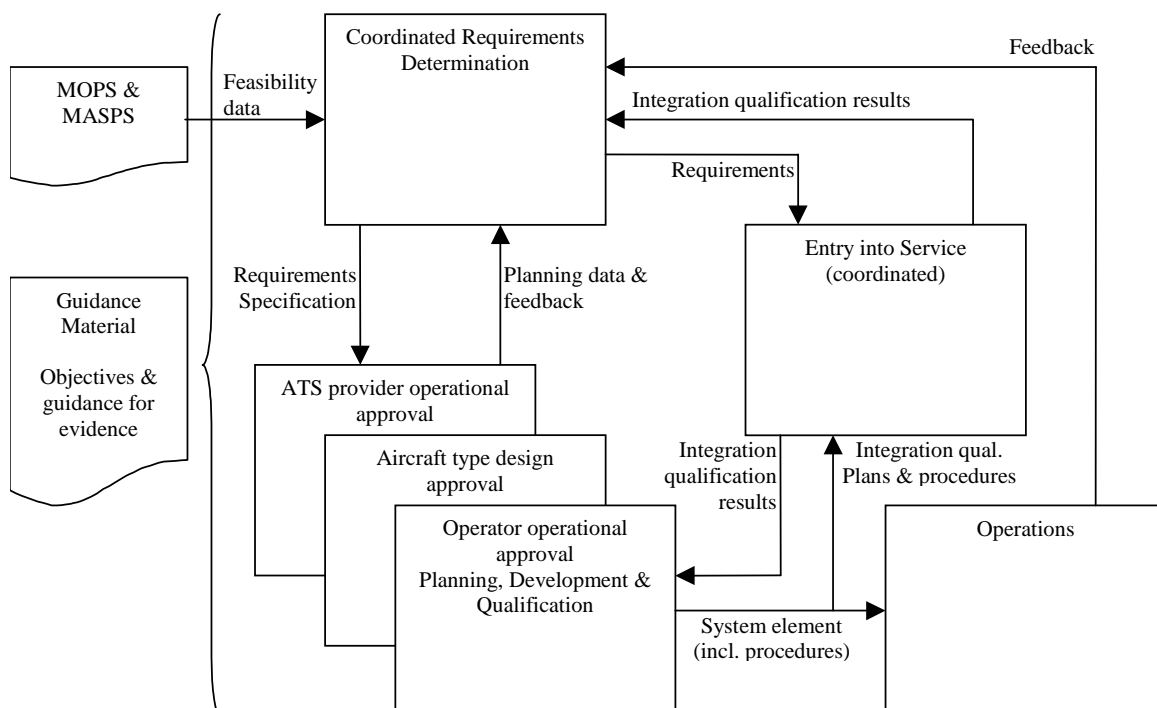 Coordinated Requirements
Determination
Feedback
MOPS &
MASPS
Feasibility
data
Integration qualification results
Requirements
Entry into Service
(coordinated)
Requirements
Specification
Planning data &
feedback
Guidance
Material
Objectives &
guidance for
evidence
ATS provider operational
approval
Aircraft type design
approval
Integration
qualification
results
Integration qual.
Plans & procedures
Operator operational
approval
Planning, Development &
Qualification
Operations
System element
(incl. procedures)